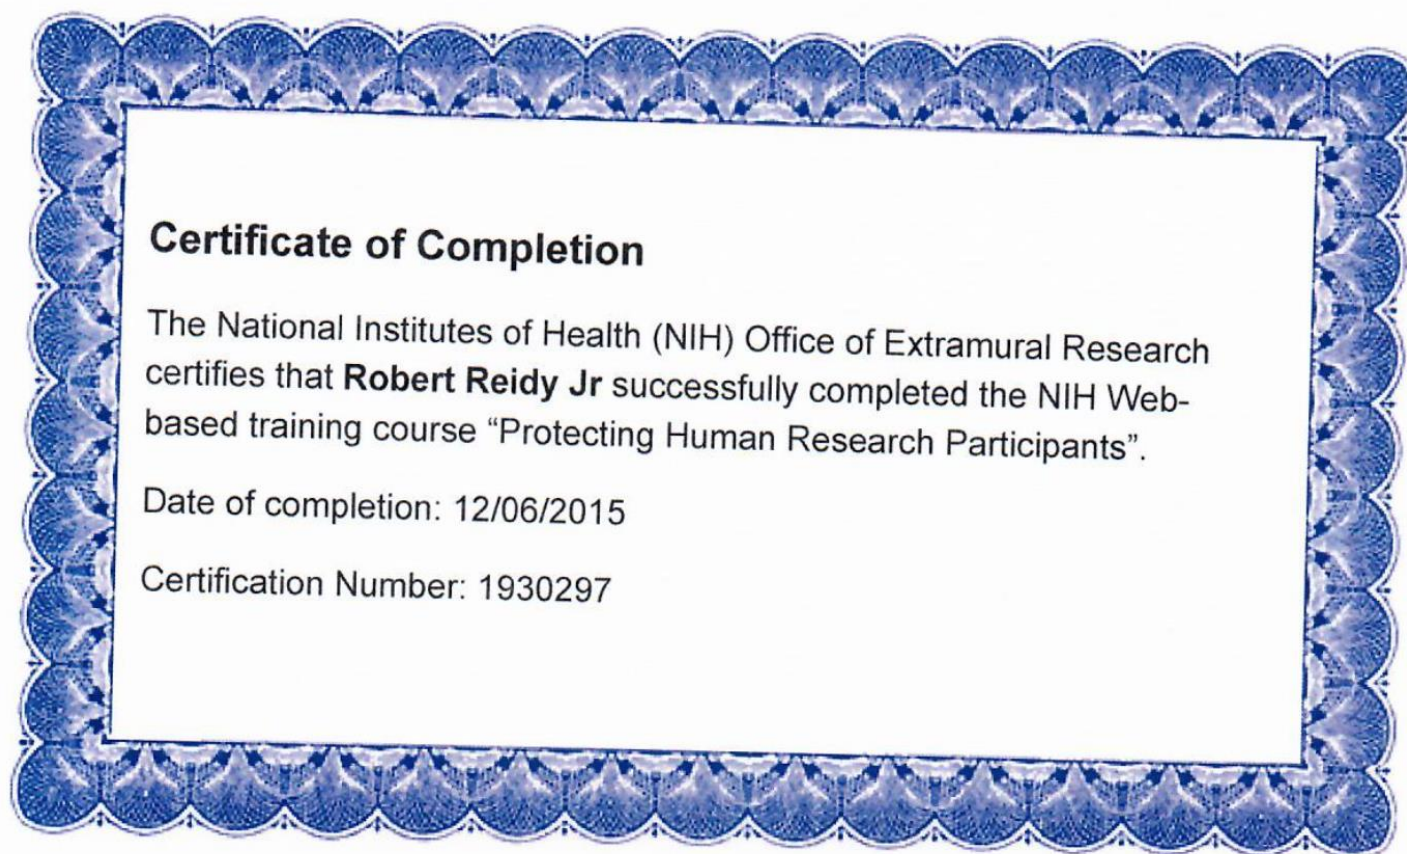 Certificate of Completion
The National Institutes of Health (NIH) Office of Extramural Research
certifies that Robert Reidy Jr successfully completed the NIH Web-
based training course “Protecting Human Research Participants”.
Date of completion: 12/06/2015
Certification Number: 1930297